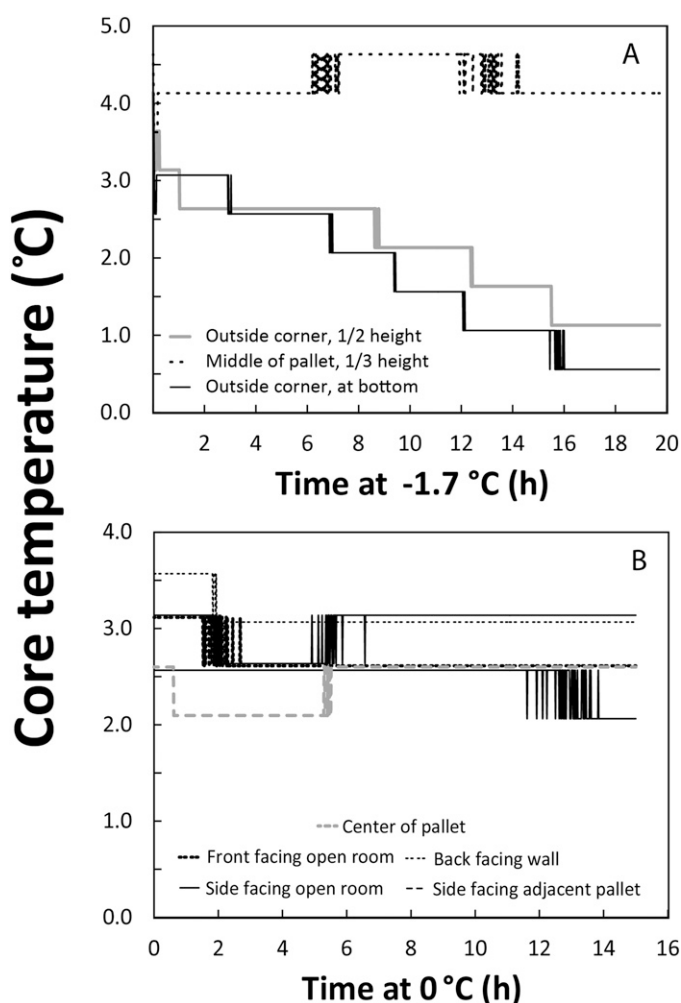 Core temperature (°C)
A
5.0
4.0
3.0
2.0
1.0
0.0
Outside corner, 1/2 height
Middle of pallet, 1/3 height
Outside corner, at bottom
2 4 6 8 10 12 14 16 18 20
Time at -1.7 °C (h)
B
4.0
3.0
2.0
1.0
0.0
Center of pallet
Front facing open room Back facing wall
Side facing open room Side facing adjacent pallet
0 2 4 6 8 10 12 14 16
Time at 0 °C (h)